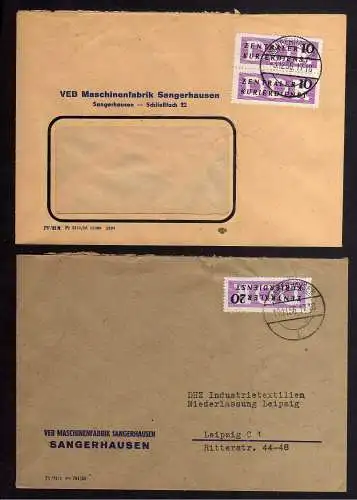 10
ZENTRALER
KURIERDIENST
10
ZENTRALER
KURIERDIENST
VEB Maschinenfabrik Sangerhausen
Sangerhausen — Schließfach 22
ZENTRALER 20
KURIERDIENST
DHZ Industrietextilien
Niederlassung Leipzig
Leipzig C 1
Ritterstr. 44-48
VEB MASCHINENFABRIK SANGERHAUSEN
SANGERHAUSEN